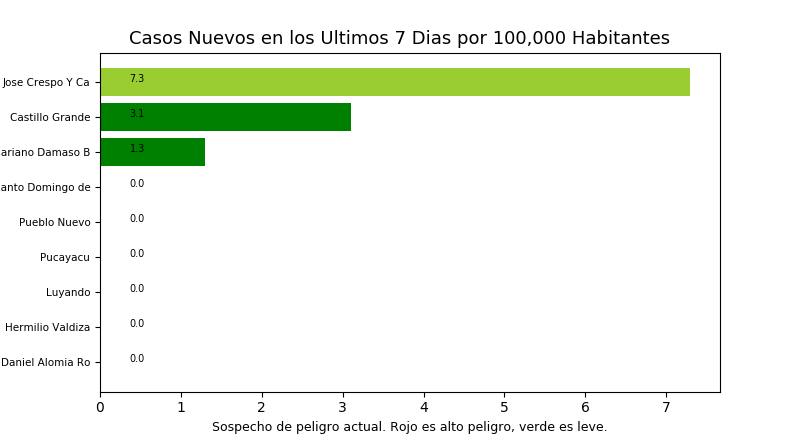 Casos Nuevos en los Ultimos 7 Dias por 100,000 Habitantes
Jose Crespo Y Ca 7.3
Castillo Grande 3.1
ariano Damaso B 1.3
anto Domingo de 0.0
Pueblo Nuevo 0.0
Pucayacu 0.0
Luyando 0.0
Hermilio Valdiza 0.0
Daniel Alomia Ro 0.0
0 1 2 3 4 5 6 7
Sospecho de peligro actual. Rojo es alto peligro, verde es leve.